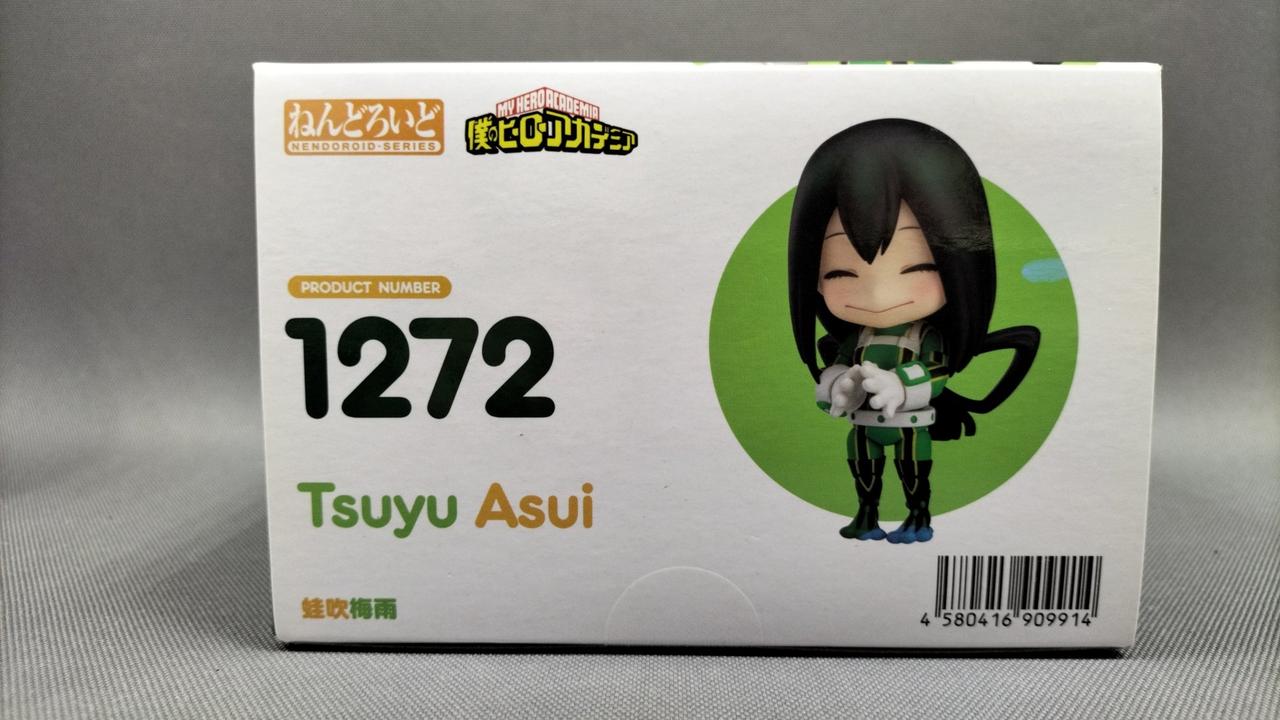 ねんどろいど
NENDOROID·SERIES
MY HERO ACADEMIA
僕のヒーローアカデミア
PRODUCT NUMBER
1272
Tsuyu Asui
蛙吹梅雨
4 580416 909914